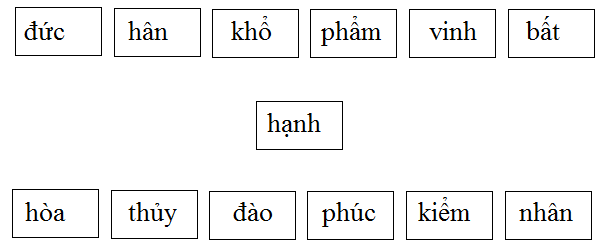 đức hân khổ phẩm vinh bất
hạnh
hòa thủy đào phúc kiểm nhân